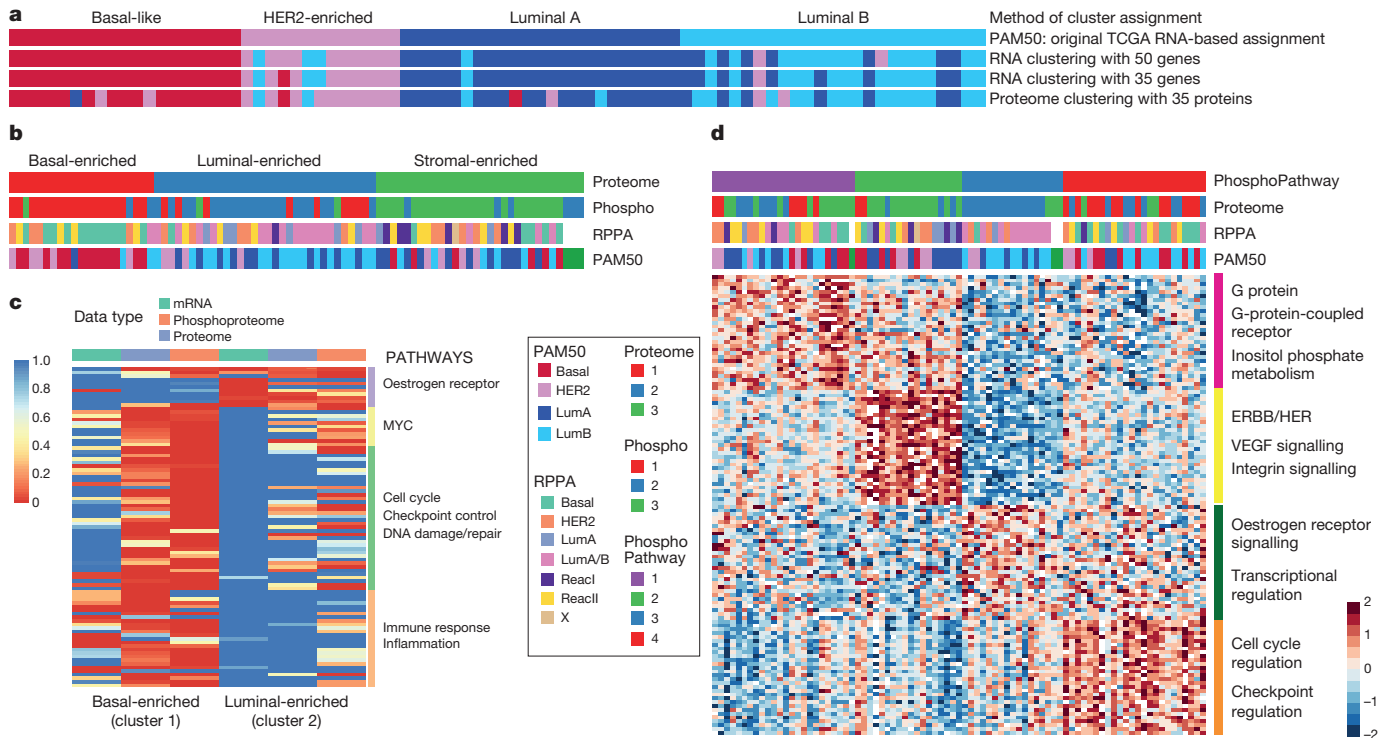 a
Basal-like HER2-enriched Luminal A Luminal B Method of cluster assignment
PAM50: original TCGA RNA-based assignment
RNA clustering with 50 genes
RNA clustering with 35 genes
Proteome clustering with 35 proteins
b
Basal-enriched Luminal-enriched Stromal-enriched
Proteome
Phospho
RPPA
PAM50
c
Data type
mRNA
Phosphoproteome
Proteome
1.0
0.8
0.6
0.4
0.2
0
PATHWAYS
Oestrogen receptor
MYC
Cell cycle
Checkpoint control
DNA damage/repair
Immune response
Inflammation
Basal-enriched
(cluster 1)
Luminal-enriched
(cluster 2)
PAM50
Basal
HER2
LumA
LumB
RPPA
Basal
HER2
LumA
LumA/B
ReacI
ReacII
X
Proteome
1
2
3
Phospho
1
2
3
Phospho
Pathway
1
2
3
4
d
PhosphoPathway
Proteome
RPPA
PAM50
G protein
G-protein-coupled
receptor
Inositol phosphate
metabolism
ERBB/HER
VEGF signalling
Integrin signalling
Oestrogen receptor
signalling
Transcriptional
regulation
Cell cycle
regulation
Checkpoint
regulation
2
1
0
−1
−2